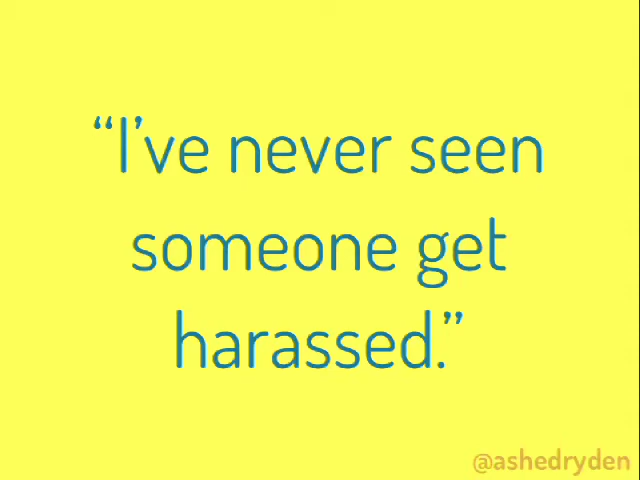 “I’ve never seen
someone get
harassed.”
@ashedryden